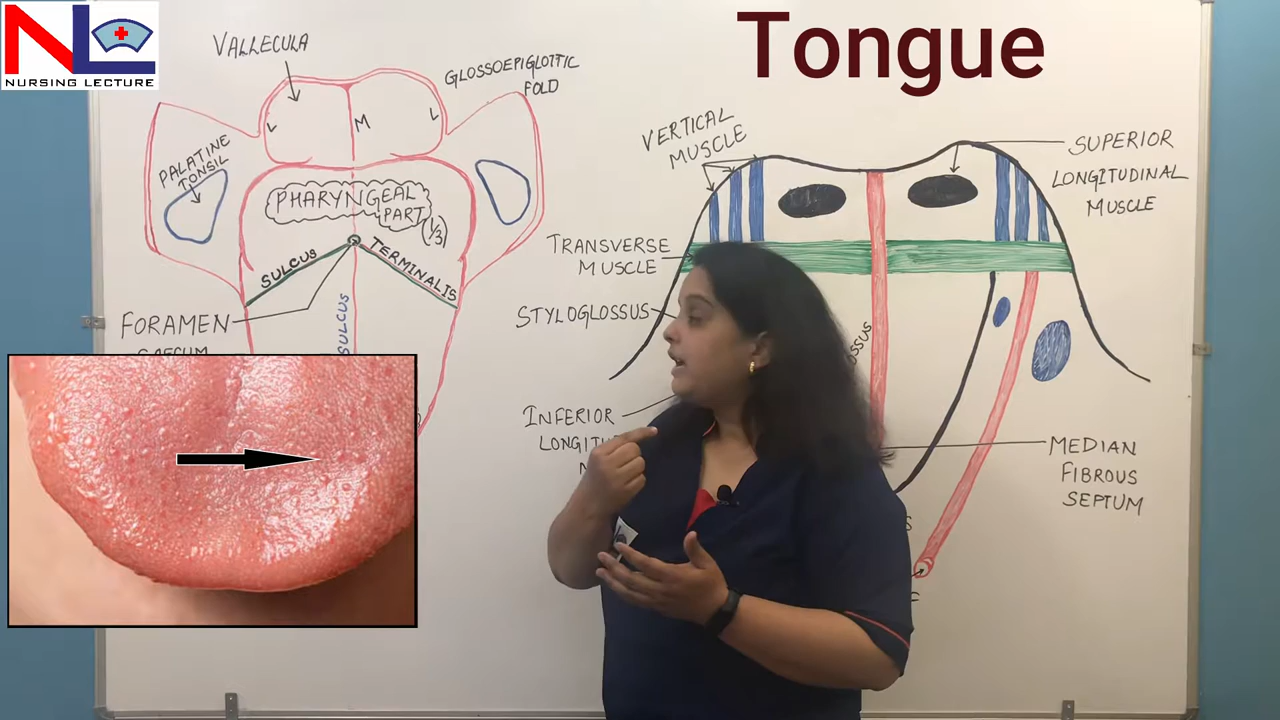 NL
NURSING LECTURE
Tongue
VALLECULA
GLOSSOEPIGLOTTIC
FOLD
L
M
L
PALATINE
TONSIL
PHARYNGEAL
PART (1/3)
SULCUS TERMINALIS
FORAMEN
SULCUS
VERTICAL
MUSCLE
SUPERIOR
LONGITUDINAL
MUSCLE
TRANSVERSE
MUSCLE
STYLOGLOSSUS
INFERIOR
MEDIAN
FIBROUS
SEPTUM